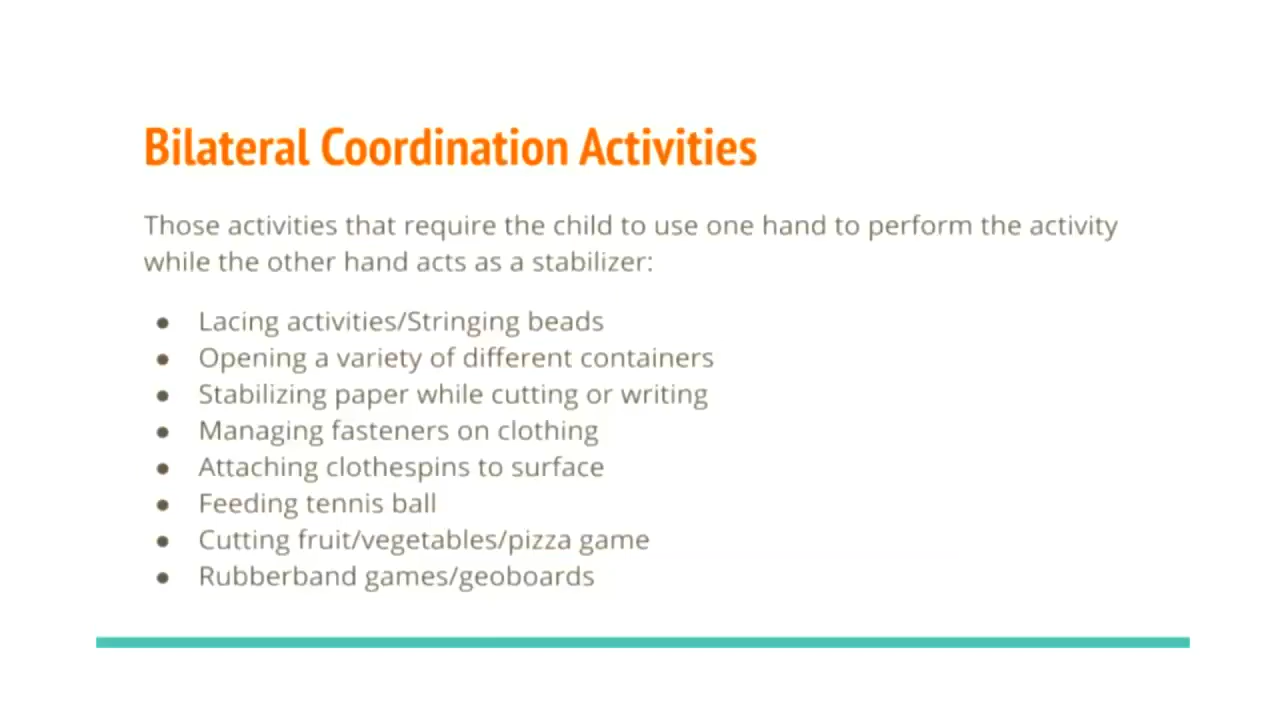 Bilateral Coordination Activities
Those activities that require the child to use one hand to perform the activity
while the other hand acts as a stabilizer:
● Lacing activities/Stringing beads
● Opening a variety of different containers
● Stabilizing paper while cutting or writing
● Managing fasteners on clothing
● Attaching clothespins to surface
● Feeding tennis ball
● Cutting fruit/vegetables/pizza game
● Rubberband games/geoboards